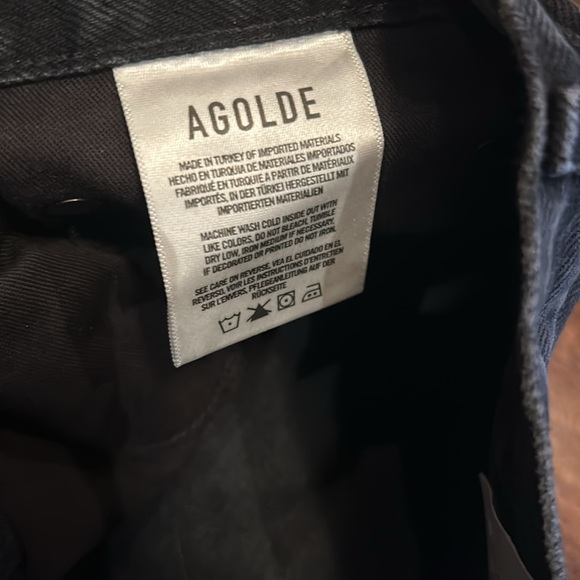 AGOLDE
MADE IN TURKEY OF IMPORTED MATERIALS
HECHO EN TURQUIA DE MATERIALES IMPORTADOS
FABRIQUÉ EN TURQUIE A PARTIR DE MATÉRIAUX
IMPORTÉS, IN DER TÜRKEI HERGESTELLT MIT
IMPORTIERTEN MATERIALIEN
MACHINE WASH COLD INSIDE OUT WITH
LIKE COLORS, DO NOT BLEACH, TUMBLE
DRY LOW, IRON MEDIUM IF NECESSARY.
IF DECORATED OR PRINTED DO NOT IRON.
SEE CARE ON REVERSE. VEA EL CUIDADO EN EL
REVERSO, VOIR LES INSTRUCTIONS D'ENTRETIEN
SUR L'ENVERS, PFLEGEANLEITUNG AUF DER
RÜCKSEITE